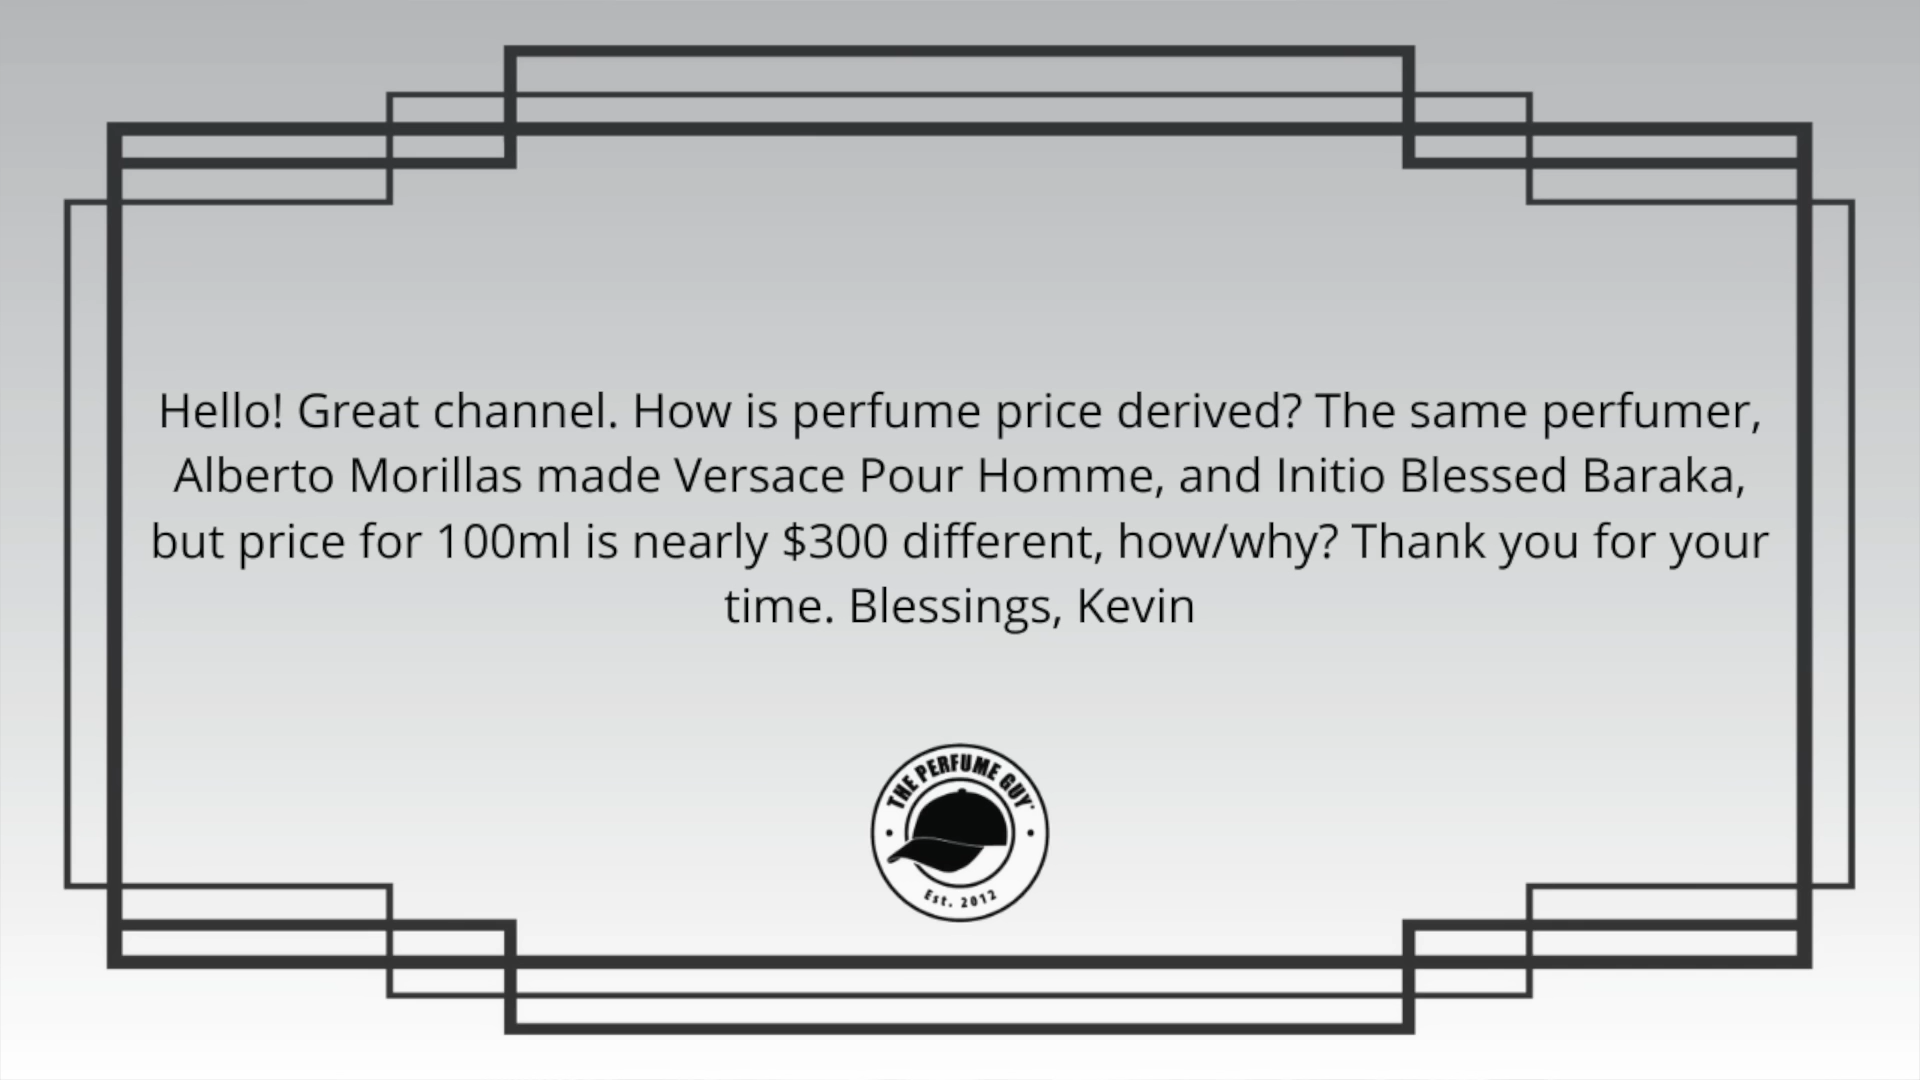 Hello! Great channel. How is perfume price derived? The same perfumer,
Alberto Morillas made Versace Pour Homme, and Initio Blessed Baraka,
but price for 100ml is nearly $300 different, how/why? Thank you for your
time. Blessings, Kevin
THE PERFUME GUY
Est. 2012